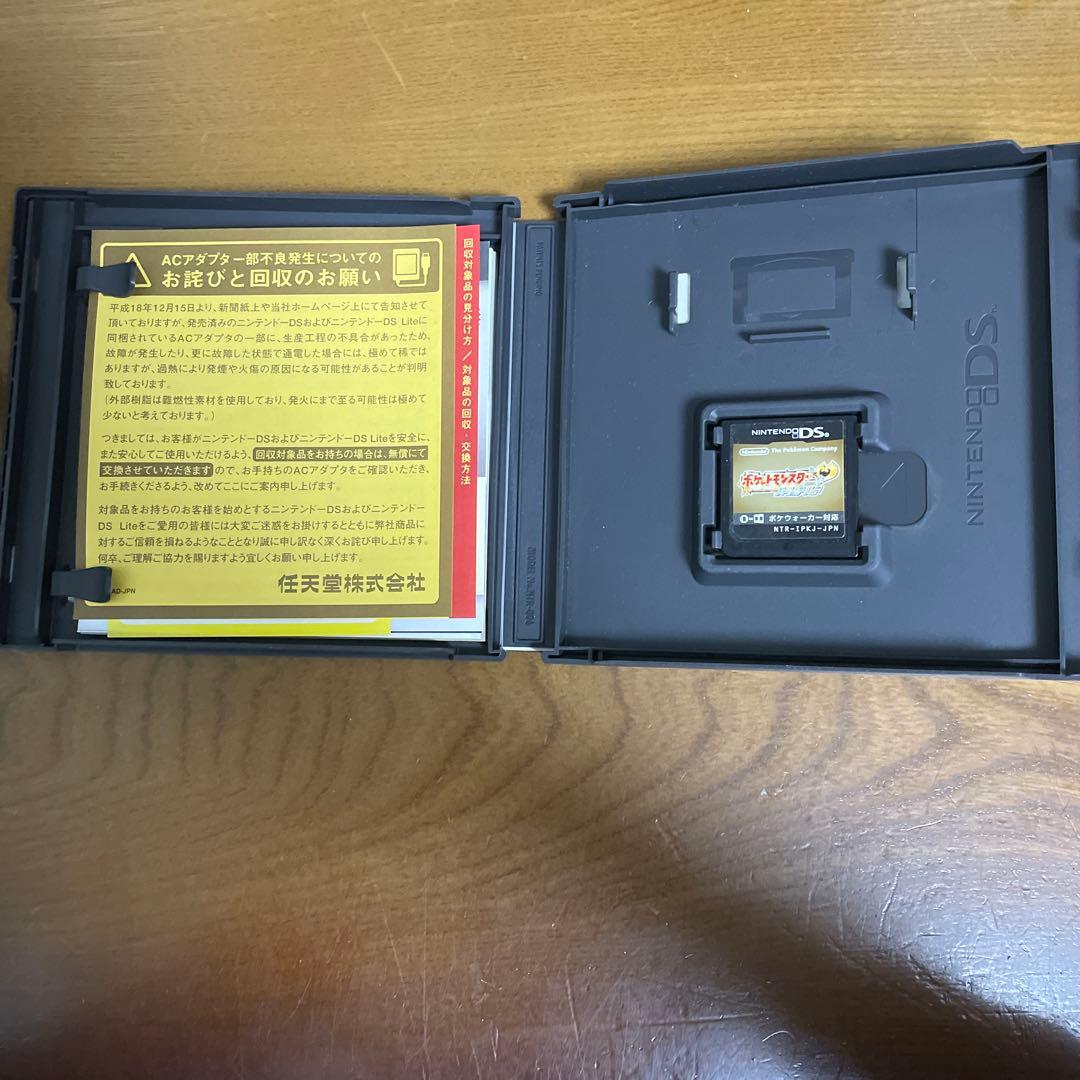 ACアダプター部不良発生についての
お詫びと回収のお願い
平成18年12月15日より、新聞紙上や当社ホームページ上にて告知させて
頂いておりますが、発売済みのニンテンドーDSおよびニンテンドーDS Liteに
同梱されているACアダプタの一部に、生産工程の不具合があったため、
故障が発生したり、更に故障した状態で通電した場合には、極めて稀では
ありますが、過熱により発煙や火傷の原因になる可能性があることが判明
致しております。
(外部樹脂は難燃性素材を使用しており、発火にまで至る可能性は極めて
少ないと考えております。)
つきましては、お客様がニンテンドーDSおよびニンテンドーDS Liteを安全に、
また安心してご使用いただけるよう、回収対象品をお持ちの場合は、無償にて
交換させていただきますので、お手持ちのACアダプタをご確認いただき、
お手続きくださるよう、改めてここにご案内申し上げます。
対象品をお持ちのお客様を始めとするニンテンドーDSおよびニンテンドー
DS Liteをご愛用の皆様には大変ご迷惑をお掛けするとともに弊社商品に
対するご信頼を損ねるようなこととなり誠に申し訳なく深くお詫び申し上げます。
何卒、ご理解ご協力を賜りますよう宜しくお願い申し上げます。
任天堂株式会社
AD-JPN
回収対象品の見分け方/対象品の回収・交換方法
PATENTS PENDING
MODEL No.NTR-004
NINTENDO DS™
NINTENDO DS®
Nintendo The Pokémon Company
ポケットモンスター
ポケウォーカー対応
NTR-IPKJ-JPN